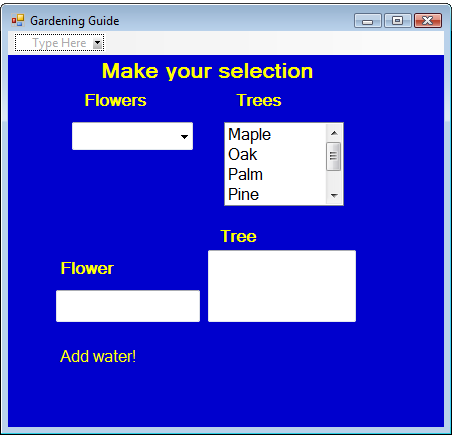 Gardening Guide
Type Here
Make your selection
Flowers Trees
Maple
Oak
Palm
Pine
Tree
Flower
Add water!